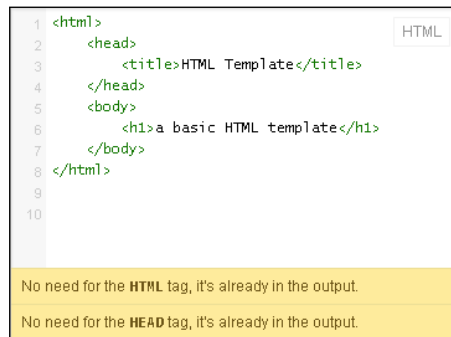 1 <html>
HTML
2 <head>
3 <title>HTML Template</title>
4 </head>
5 <body>
6 <h1>a basic HTML template</h1>
7 </body>
8 </html>
9
10
No need for the HTML tag, it's already in the output.
No need for the HEAD tag, it's already in the output.